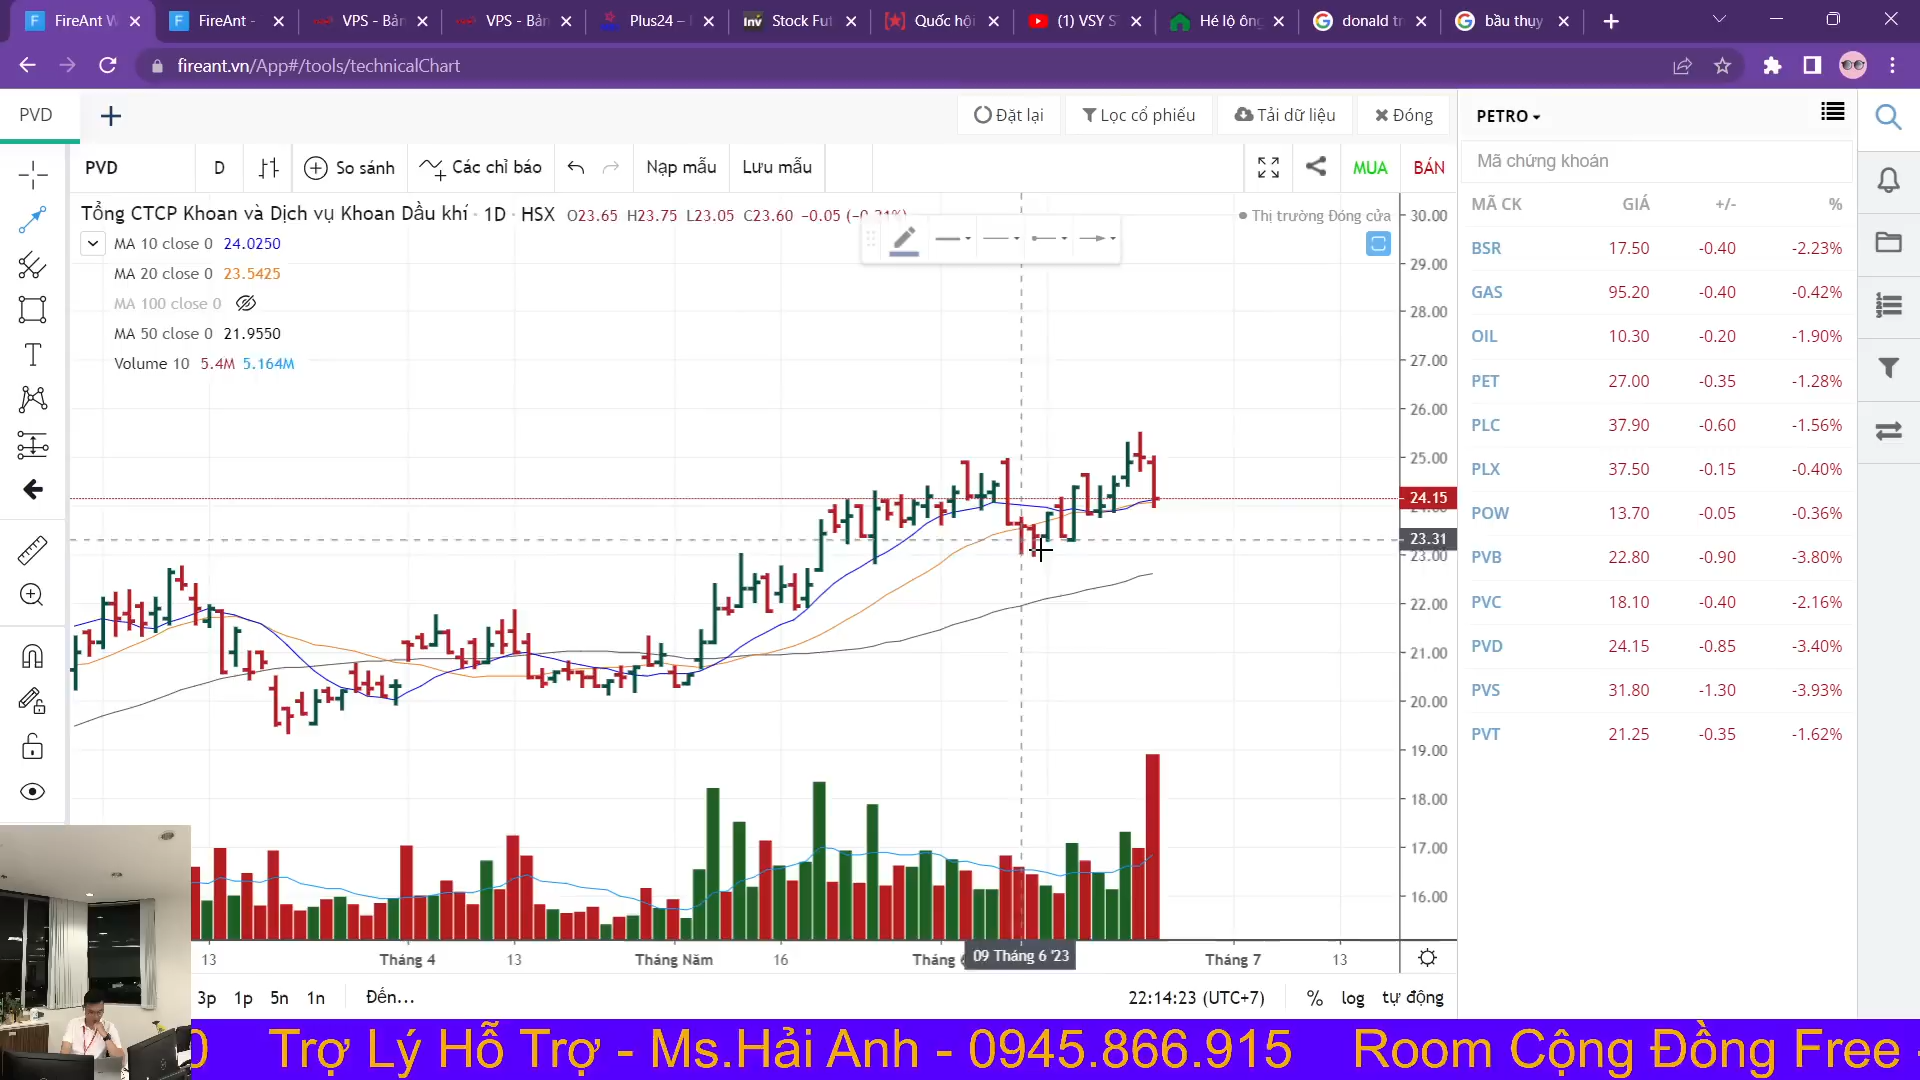 FireAnt W
FireAnt -
VPS - Bản
VPS - Bản
Plus24 –
Stock Fut
Quốc hội
(1) VSY S
Hé lộ ông
donald tr
bầu thụy
fireant.vn/App#/tools/technicalChart
PVD
Đặt lại
Lọc cổ phiếu
Tải dữ liệu
Đóng
PETRO
PVD
D
So sánh
Các chỉ báo
Nạp mẫu
Lưu mẫu
MUA
BÁN
Mã chứng khoán
Tổng CTCP Khoan và Dịch vụ Khoan Dầu khí · 1D · HSX O23.65 H23.75 L23.05 C23.60 −0.05 (−0.21%)
Thị trường Đóng cửa
MA 10 close 0 24.0250
MA 20 close 0 23.5425
MA 100 close 0
MA 50 close 0 21.9550
Volume 10 5.4M 5.164M
30.00
29.00
28.00
27.00
26.00
25.00
24.15
23.31
23.00
22.00
21.00
20.00
19.00
18.00
17.00
16.00
MÃ CK GIÁ +/- %
BSR 17.50 -0.40 -2.23%
GAS 95.20 -0.40 -0.42%
OIL 10.30 -0.20 -1.90%
PET 27.00 -0.35 -1.28%
PLC 37.90 -0.60 -1.56%
PLX 37.50 -0.15 -0.40%
POW 13.70 -0.05 -0.36%
PVB 22.80 -0.90 -3.80%
PVC 18.10 -0.40 -2.16%
PVD 24.15 -0.85 -3.40%
PVS 31.80 -1.30 -3.93%
PVT 21.25 -0.35 -1.62%
13
Tháng 4
13
Tháng Năm
16
Tháng 6
09 Tháng 6 '23
Tháng 7
13
3p 1p 5n 1n Đến...
22:14:23 (UTC+7) % log tự động
0 Trợ Lý Hỗ Trợ - Ms.Hải Anh - 0945.866.915 Room Cộng Đồng Free -